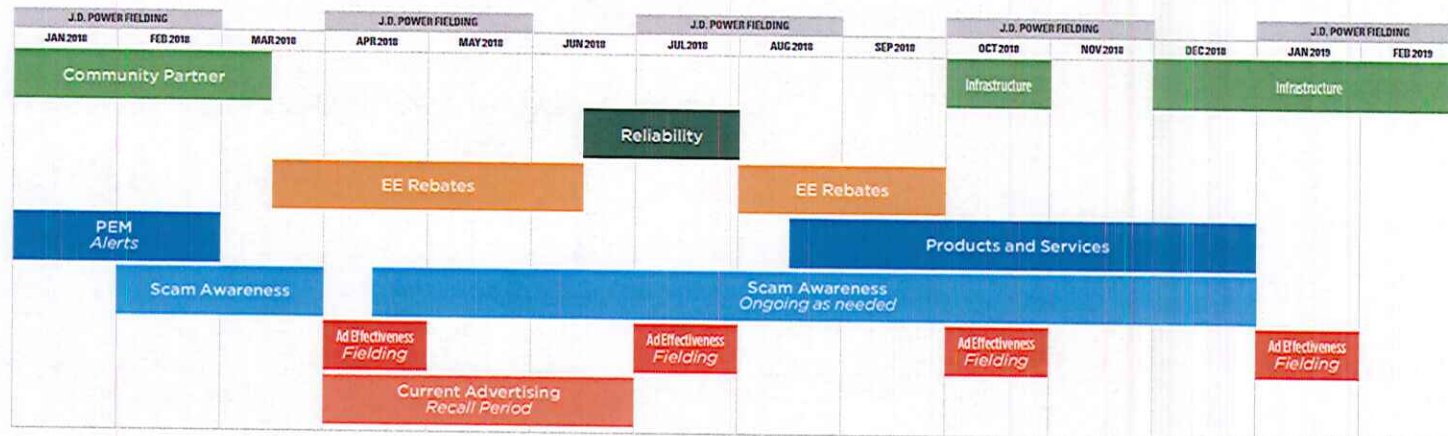 J.D. POWER FIELDING J.D. POWER FIELDING J.D. POWER FIELDING J.D. POWER FIELDING J.D. POWER FIELDING
JAN 2018 FEB 2018 MAR 2018 APR 2018 MAY 2018 JUN 2018 JUL 2018 AUG 2018 SEP 2018 OCT 2018 NOV 2018 DEC 2018 JAN 2019 FEB 2019
Community Partner Infrastructure Infrastructure
Reliability
EE Rebates EE Rebates
PEM
Alerts
Products and Services
Scam Awareness
Scam Awareness
Ongoing as needed
Ad Effectiveness Ad Effectiveness Ad Effectiveness Ad Effectiveness
Fielding Fielding Fielding Fielding
Current Advertising
Recall Period